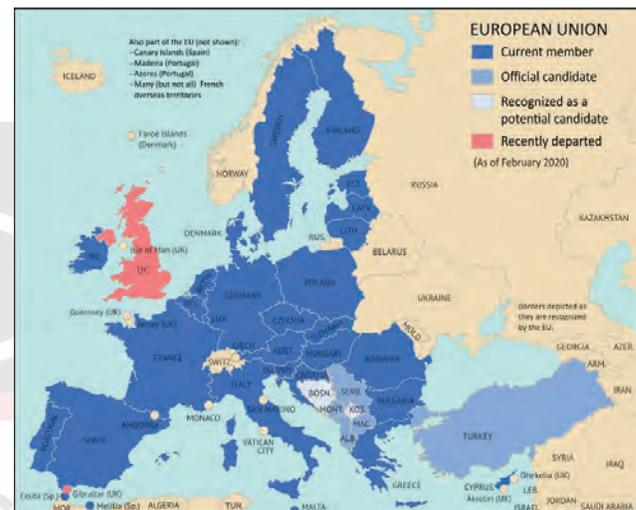 EUROPEAN UNION
Current member
Official candidate
Recognized as a
potential candidate
Recently departed
(As of February 2020)
Also part of the EU (not shown):
–Canary Islands (Spain)
–Madeira (Portugal)
–Azores (Portugal)
–Many (but not all) French
overseas territories
ICELAND
Faroe Islands
(Denmark)
NORWAY
SWEDEN
FINLAND
RUSSIA
EST.
LATV.
LITH.
RUS.
DENMARK
KAZAKHSTAN
BELARUS
IRE.
Isle of Man (UK)
UK
POLAND
GERMANY
UKRAINE
Guernsey (UK)
Jersey (UK)
LUX.
CZECHIA
SLOVAKIA
Borders depicted as
they are recognized
by the EU.
MOLD.
FRANCE
LIECH.
SWITZ.
AUST.
HUNGARY
ROMANIA
GEORGIA
AZER.
ARM.
SLOVEN.
CROATIA
ITALY
BOSN.
SERB.
IRAN
SAN MARINO
MONT.
KOS.
BULGARIA
ANDORRA
MONACO
MAC.
PORTUGAL
SPAIN
VATICAN
CITY
ALB.
TURKEY
GREECE
SYRIA
IRAQ
Ceuta (Sp.)
Gibraltar (UK)
Melilla (Sp.)
MOR.
ALGERIA
TUN.
MALTA
CYPRUS
Dhekelia (UK)
Akrotiri (UK)
LEB.
ISRAEL
JORDAN
SAUDI ARABIA